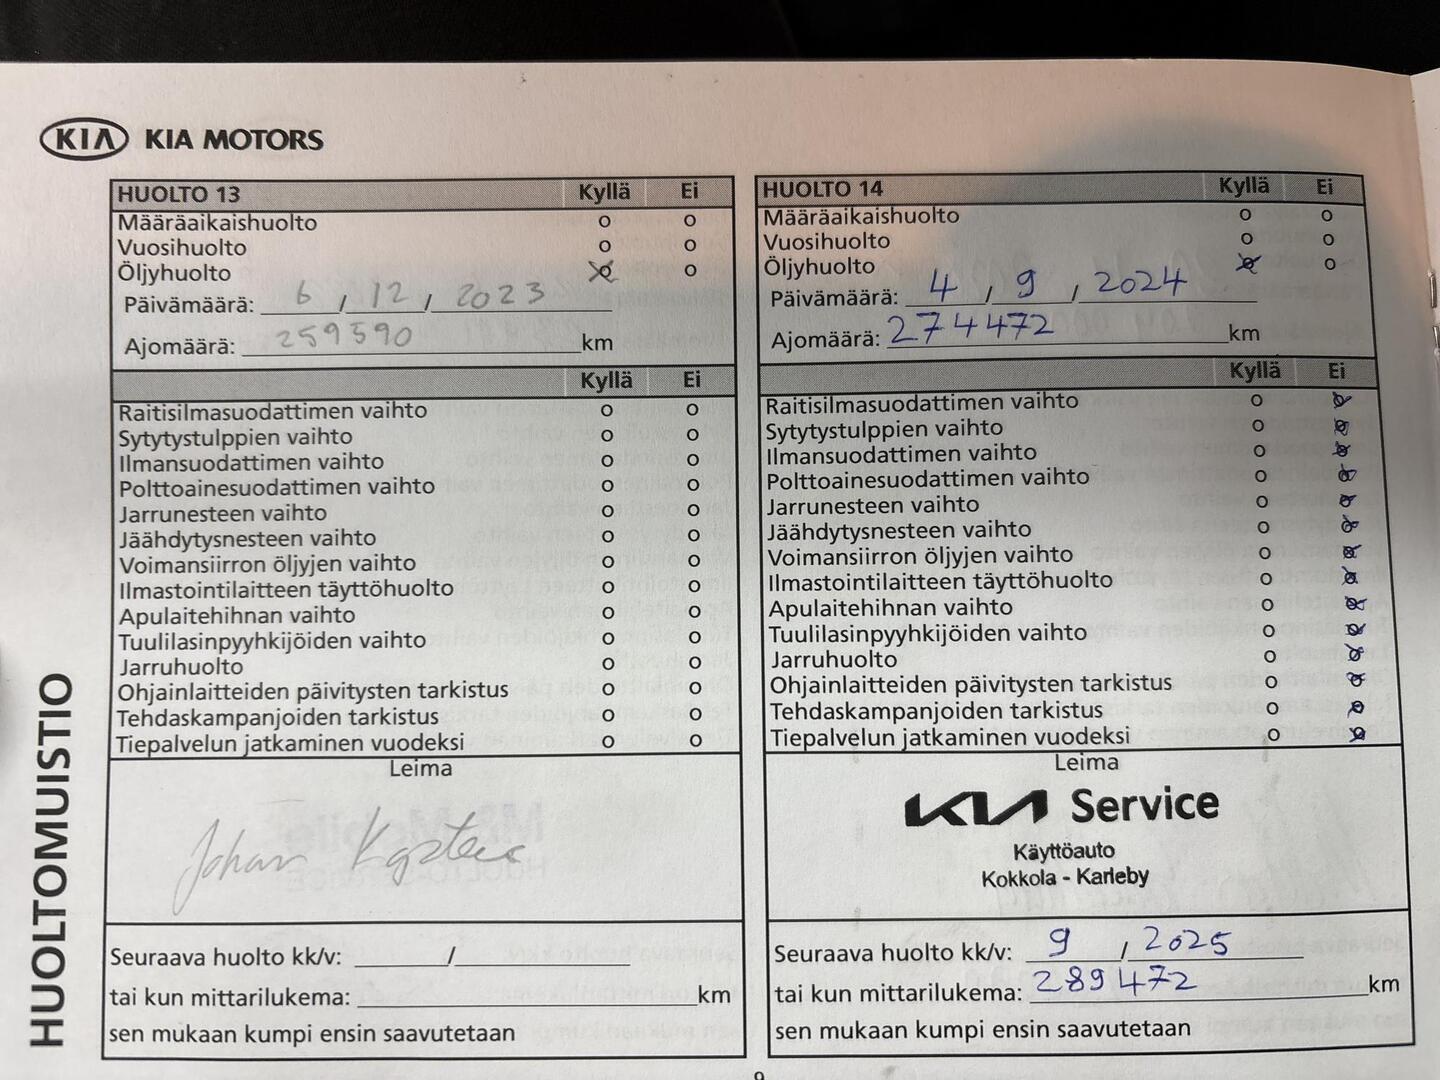 KIA KIA MOTORS
HUOLTOMUISTIO
HUOLTO 13 Kyllä Ei
Määräaikaishuolto o o
Vuosihuolto o o
Öljyhuolto o o
Päivämäärä: 6 / 12 / 2023
Ajomäärä: 259590 km
Kyllä Ei
Raitisilmasuodattimen vaihto o o
Sytytystulppien vaihto o o
Ilmansuodattimen vaihto o o
Polttoainesuodattimen vaihto o o
Jarrunesteen vaihto o o
Jäähdytysnesteen vaihto o o
Voimansiirron öljyjen vaihto o o
Ilmastointilaitteen täyttöhuolto o o
Apulaitehihnan vaihto o o
Tuulilasinpyyhkijöiden vaihto o o
Jarruhuolto o o
Ohjainlaitteiden päivitysten tarkistus o o
Tehdaskampanjoiden tarkistus o o
Tiepalvelun jatkaminen vuodeksi o o
Leima
Johan
Seuraava huolto kk/v: /
tai kun mittarilukema: km
sen mukaan kumpi ensin saavutetaan
HUOLTO 14 Kyllä Ei
Määräaikaishuolto o o
Vuosihuolto o o
Öljyhuolto o o
Päivämäärä: 4 / 9 / 2024
Ajomäärä: 274472 km
Kyllä Ei
Raitisilmasuodattimen vaihto o o
Sytytystulppien vaihto o o
Ilmansuodattimen vaihto o o
Polttoainesuodattimen vaihto o o
Jarrunesteen vaihto o o
Jäähdytysnesteen vaihto o o
Voimansiirron öljyjen vaihto o o
Ilmastointilaitteen täyttöhuolto o o
Apulaitehihnan vaihto o o
Tuulilasinpyyhkijöiden vaihto o o
Jarruhuolto o o
Ohjainlaitteiden päivitysten tarkistus o o
Tehdaskampanjoiden tarkistus o o
Tiepalvelun jatkaminen vuodeksi o o
Leima
KIA Service
Käyttöauto
Kokkola - Karleby
Seuraava huolto kk/v: 9 / 2025
tai kun mittarilukema: 289472 km
sen mukaan kumpi ensin saavutetaan
9